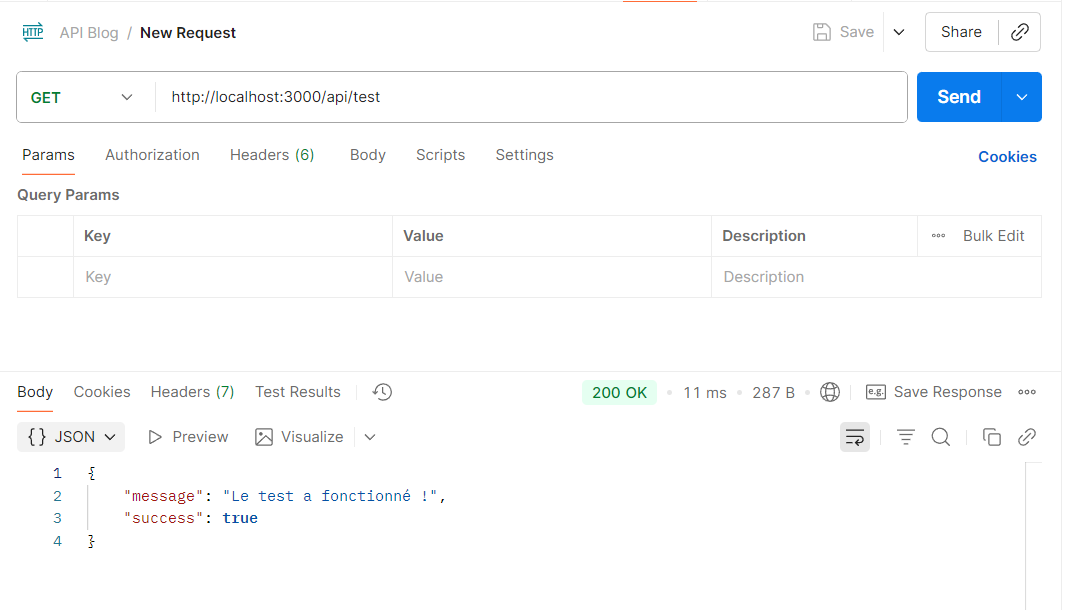 HTTP API Blog / New Request Save Share
GET http://localhost:3000/api/test Send
Params Authorization Headers (6) Body Scripts Settings Cookies
Query Params
Key Value Description Bulk Edit
Key Value Description
Body Cookies Headers (7) Test Results 200 OK 11 ms 287 B e.g. Save Response
{} JSON Preview Visualize
1 {
2 "message": "Le test a fonctionné !",
3 "success": true
4 }